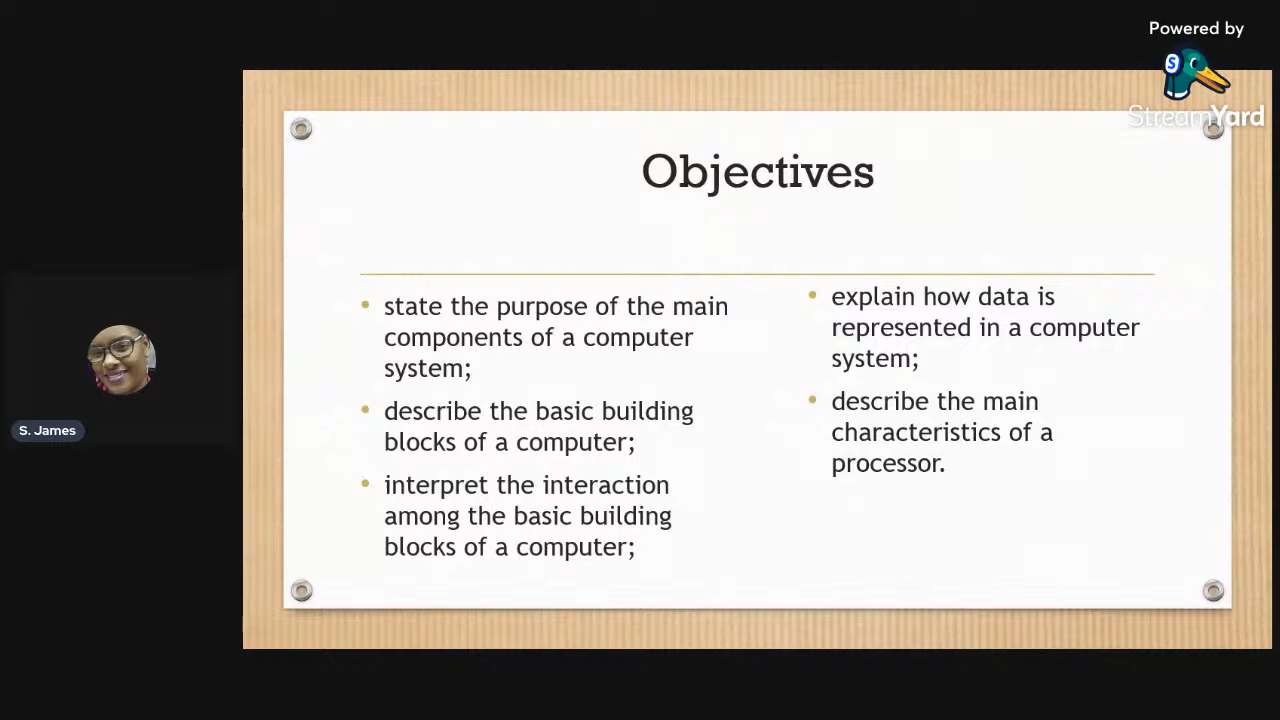 Powered by
StreamYard
Objectives
state the purpose of the main
components of a computer
system;
describe the basic building
blocks of a computer;
interpret the interaction
among the basic building
blocks of a computer;
explain how data is
represented in a computer
system;
describe the main
characteristics of a
processor.
S. James